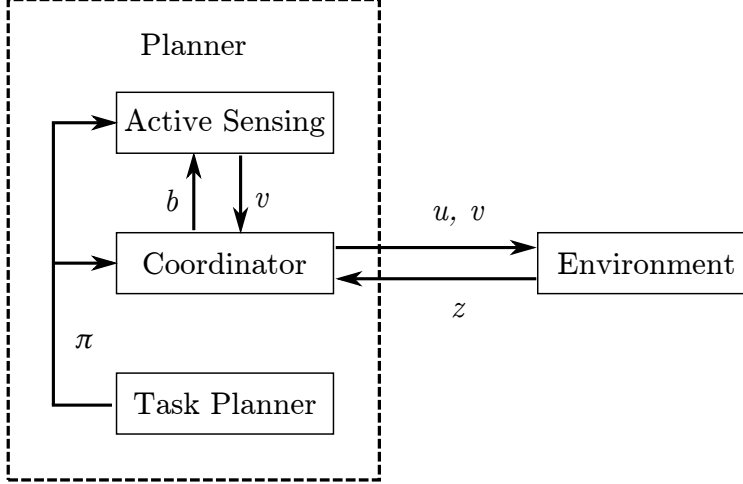 Planner
Active Sensing
b
v
u, v
Coordinator
Environment
z
π
Task Planner